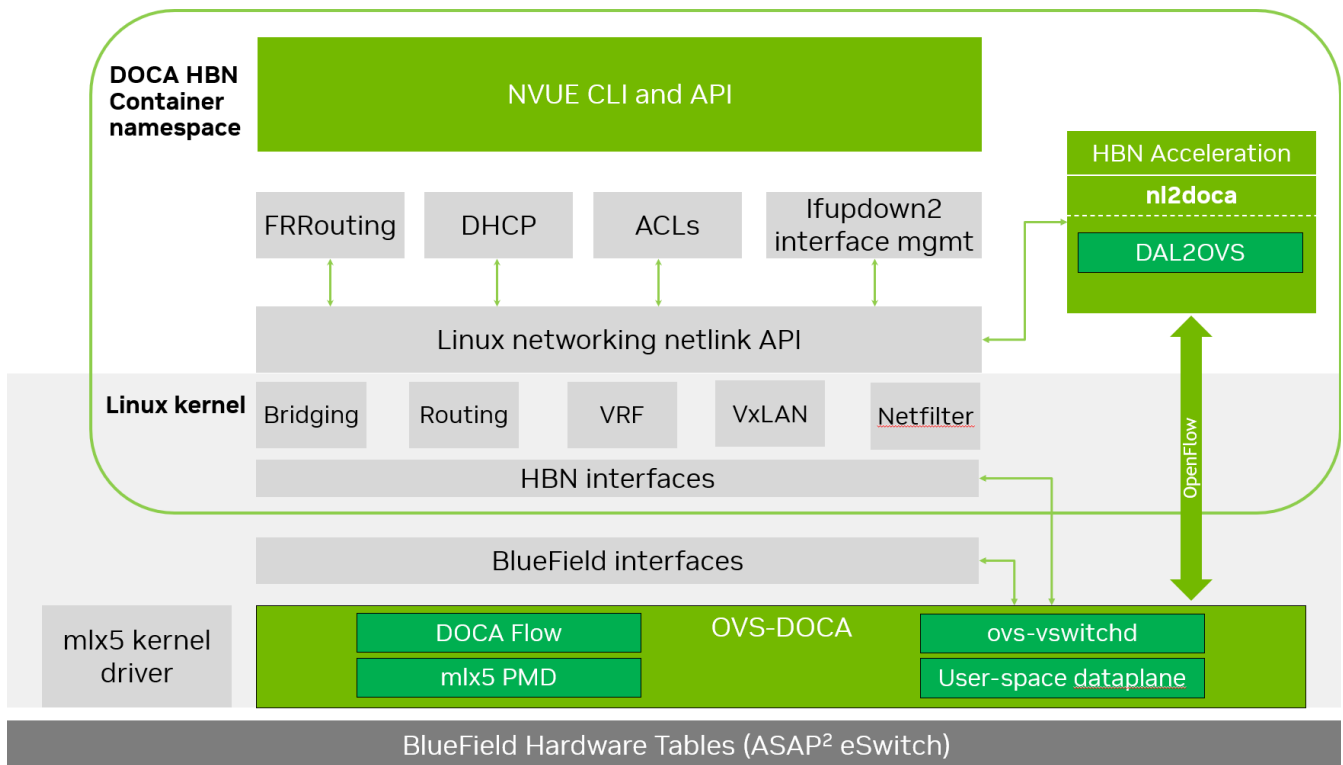 DOCA HBN
Container
namespace
NVUE CLI and API
HBN Acceleration
nl2doca
DAL2OVS
FRRouting
DHCP
ACLs
Ifupdown2
interface mgmt
Linux networking netlink API
Linux kernel
Bridging
Routing
VRF
VxLAN
Netfilter
HBN interfaces
OpenFlow
BlueField interfaces
mlx5 kernel
driver
OVS-DOCA
DOCA Flow
mlx5 PMD
ovs-vswitchd
User-space dataplane
BlueField Hardware Tables (ASAP² eSwitch)